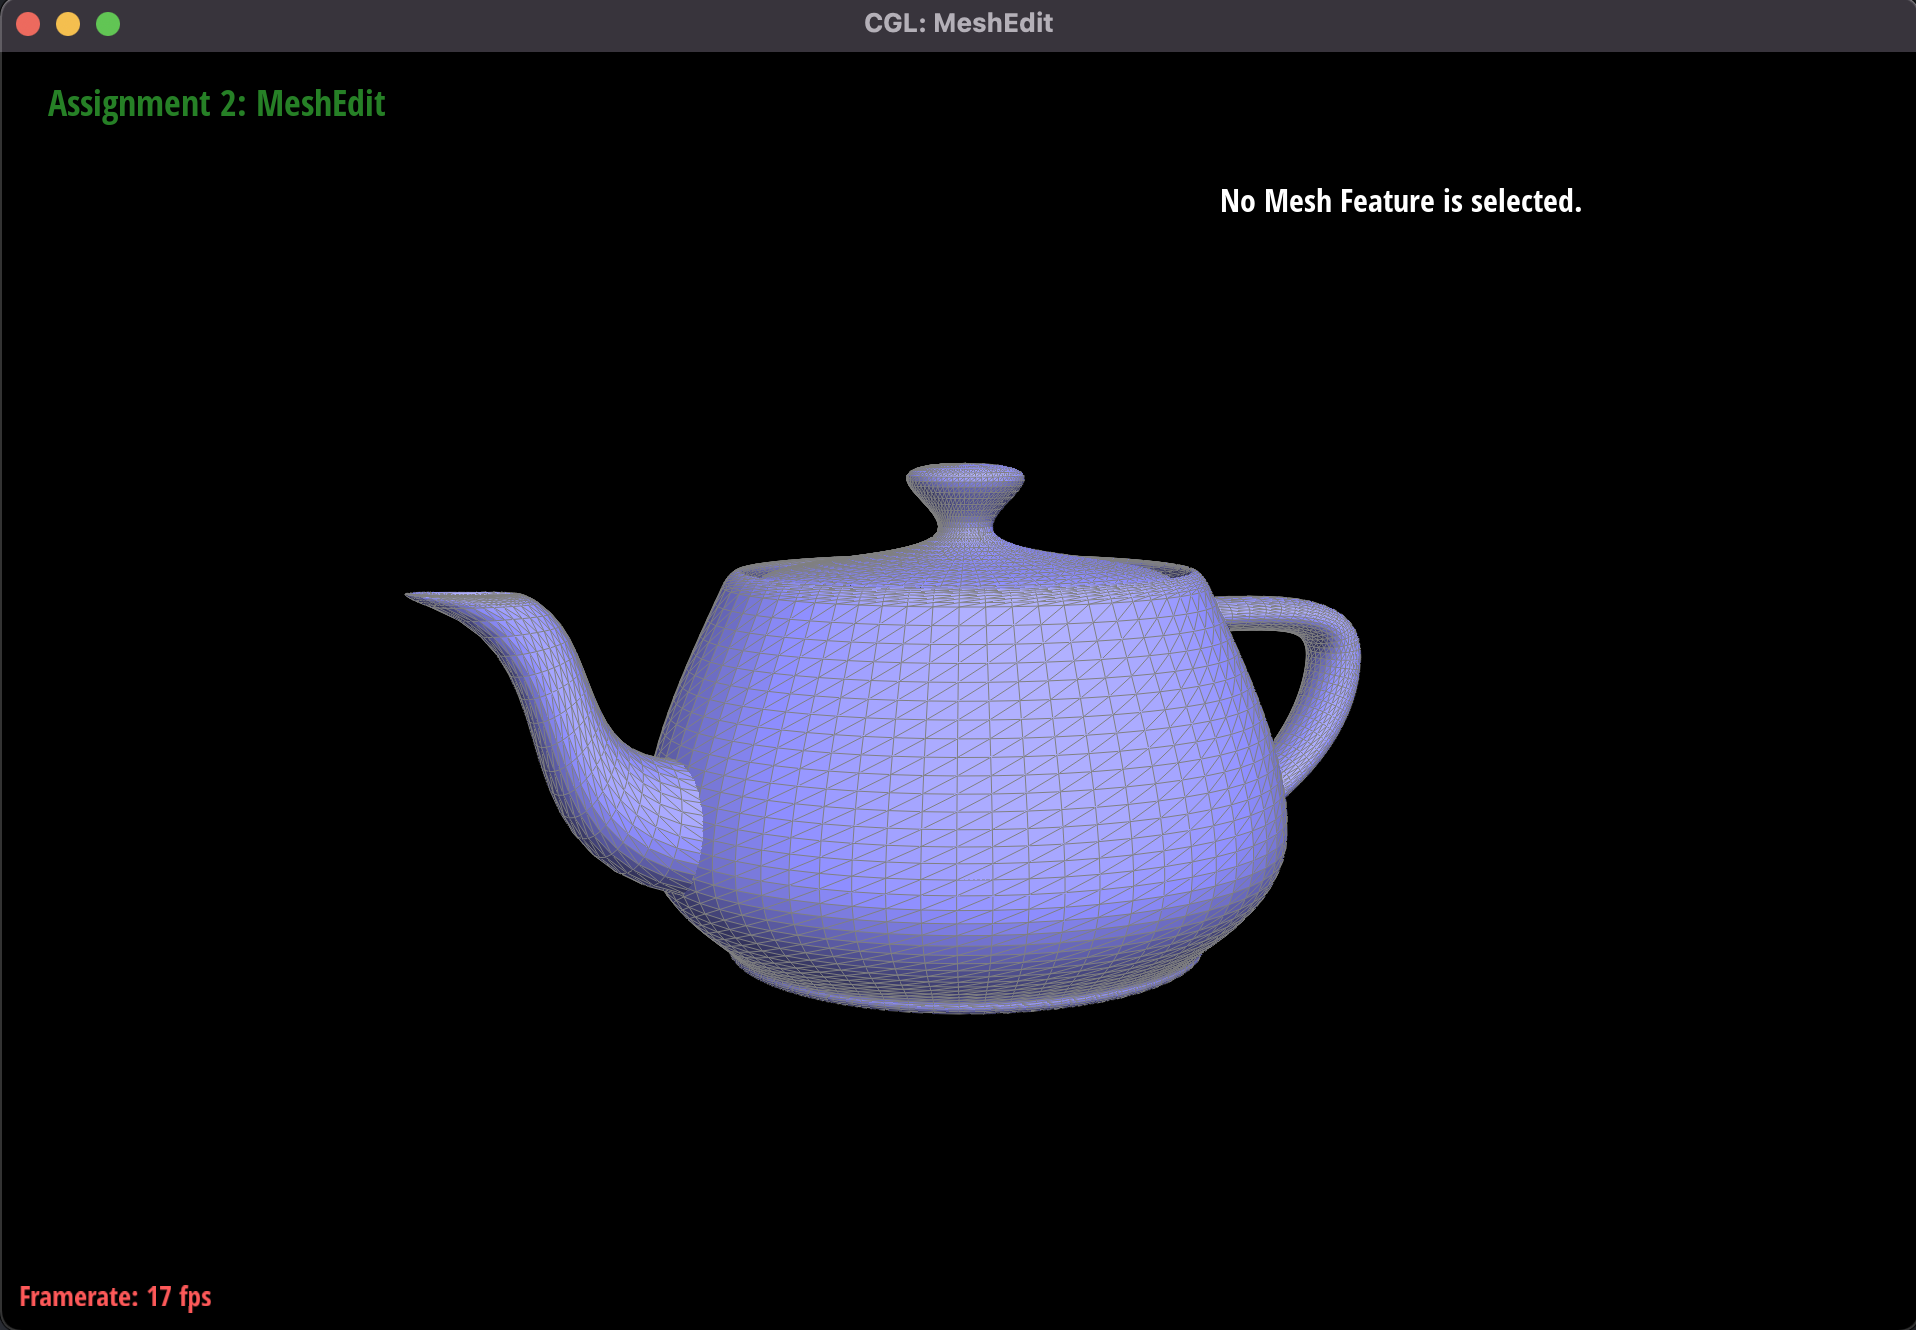 CGL: MeshEdit
Assignment 2: MeshEdit
No Mesh Feature is selected.
Framerate: 17 fps